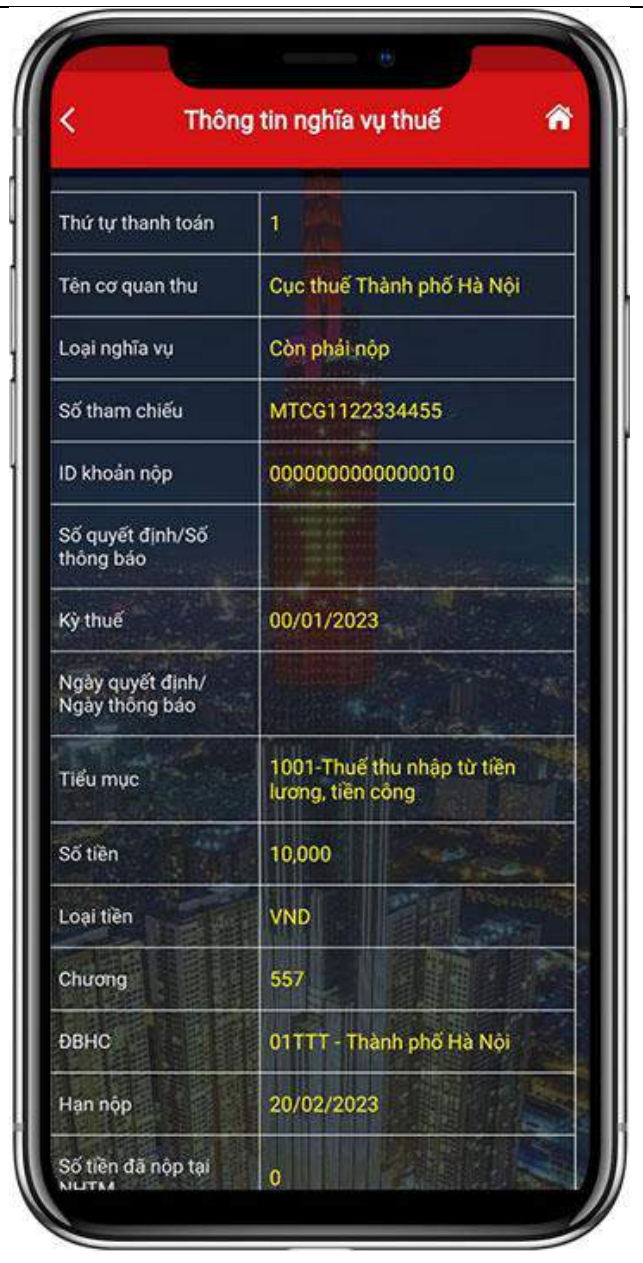 Thông tin nghĩa vụ thuế
Thứ tự thanh toán 1
Tên cơ quan thu Cục thuế Thành phố Hà Nội
Loại nghĩa vụ Còn phải nộp
Số tham chiếu MTCG1122334455
ID khoản nộp 0000000000000010
Số quyết định/Số
thông báo
Kỳ thuế 00/01/2023
Ngày quyết định/
Ngày thông báo
Tiểu mục 1001-Thuế thu nhập từ tiền
lương, tiền công
Số tiền 10,000
Loại tiền VND
Chương 557
ĐBHC 01TTT - Thành phố Hà Nội
Hạn nộp 20/02/2023
Số tiền đã nộp tại 0
NHTM